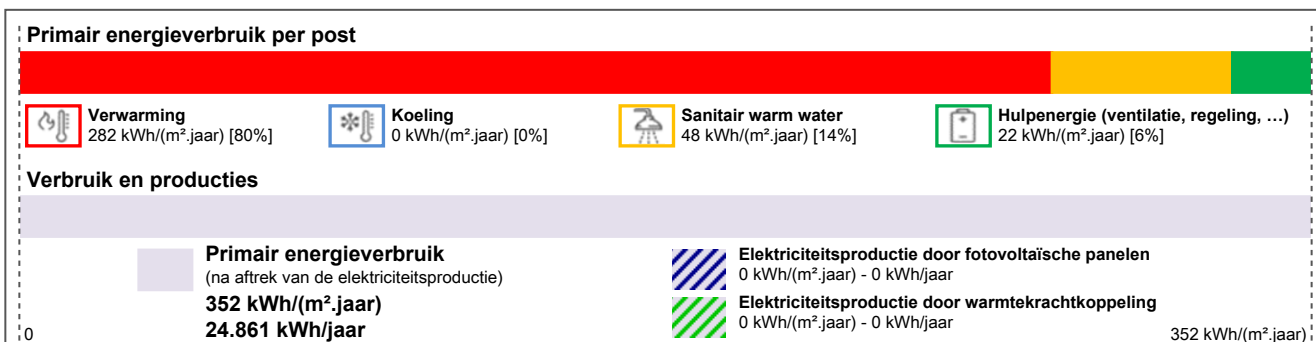 Primair energieverbruik per post
Verwarming
282 kWh/(m².jaar) [80%]
Koeling
0 kWh/(m².jaar) [0%]
Sanitair warm water
48 kWh/(m².jaar) [14%]
Hulpenergie (ventilatie, regeling, …)
22 kWh/(m².jaar) [6%]
Verbruik en producties
Primair energieverbruik
(na aftrek van de elektriciteitsproductie)
352 kWh/(m².jaar)
24.861 kWh/jaar
Elektriciteitsproductie door fotovoltaïsche panelen
0 kWh/(m².jaar) - 0 kWh/jaar
Elektriciteitsproductie door warmtekrachtkoppeling
0 kWh/(m².jaar) - 0 kWh/jaar
0
352 kWh/(m².jaar)